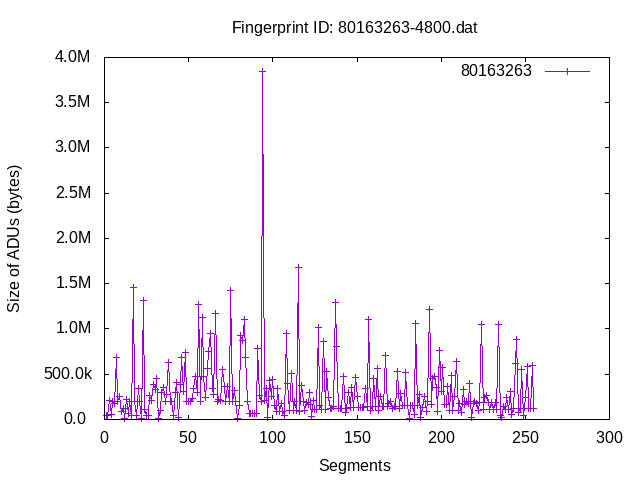 Fingerprint ID: 80163263-4800.dat
80163263
4.0M
3.5M
3.0M
2.5M
2.0M
1.5M
1.0M
500.0k
0.0
0 50 100 150 200 250 300
Size of ADUs (bytes)
Segments